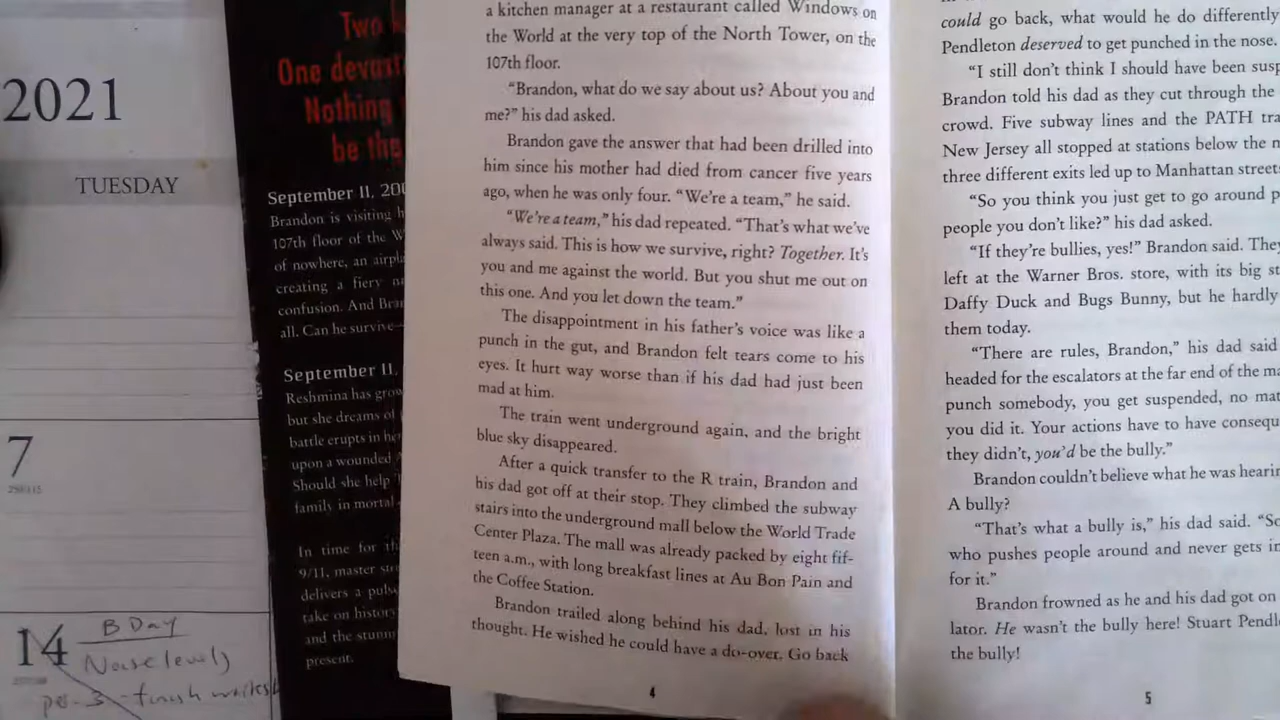 2021
TUESDAY
7
14
B Day
Noise levels
per-3-finish
Two
One devast
Nothing
be the
September 11, 200
Brandon is visiting h
107th floor of the W
of nowhere, an airpla
creating a fiery
confusion. And Bra
all. Can he survive—
September 11,
Reshmina has grow
but she dreams of
battle erupts in her
upon a wounded A
Should she help
family in mortal
In time for th
9/11, master
delivers a puls
take on history
and the stunn
present.
a kitchen manager at a restaurant called Windows on
the World at the very top of the North Tower, on the
107th floor.
“Brandon, what do we say about us? About you and
me?” his dad asked.
Brandon gave the answer that had been drilled into
him since his mother had died from cancer five years
ago, when he was only four. “We’re a team,” he said.
“We’re a team,” his dad repeated. “That’s what we’ve
always said. This is how we survive, right? Together. It’s
you and me against the world. But you shut me out on
this one. And you let down the team.”
The disappointment in his father’s voice was like a
punch in the gut, and Brandon felt tears come to his
eyes. It hurt way worse than if his dad had just been
mad at him.
The train went underground again, and the bright
blue sky disappeared.
After a quick transfer to the R train, Brandon and
his dad got off at their stop. They climbed the subway
stairs into the underground mall below the World Trade
Center Plaza. The mall was already packed by eight fif-
teen a.m., with long breakfast lines at Au Bon Pain and
the Coffee Station.
Brandon trailed along behind his dad, lost in his
thought. He wished he could have a do-over. Go back
4
could go back, what would he do differently
Pendleton deserved to get punched in the nose.
“I still don’t think I should have been susp
Brandon told his dad as they cut through the
crowd. Five subway lines and the PATH tra
New Jersey all stopped at stations below the m
three different exits led up to Manhattan streets
“So you think you just get to go around p
people you don’t like?” his dad asked.
“If they’re bullies, yes!” Brandon said. They
left at the Warner Bros. store, with its big st
Daffy Duck and Bugs Bunny, but he hardly
them today.
“There are rules, Brandon,” his dad said
headed for the escalators at the far end of the ma
punch somebody, you get suspended, no mat
you did it. Your actions have to have consequ
they didn’t, you’d be the bully.”
Brandon couldn’t believe what he was hearin
A bully?
“That’s what a bully is,” his dad said. “So
who pushes people around and never gets in
for it.”
Brandon frowned as he and his dad got on
lator. He wasn’t the bully here! Stuart Pendl
the bully!
5